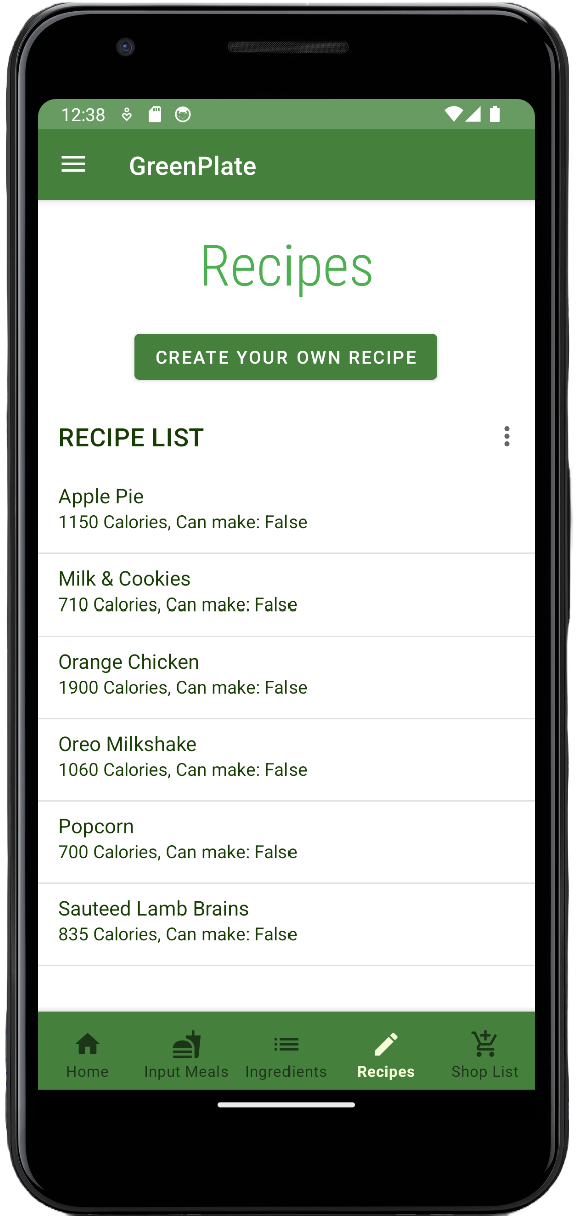 12:38
GreenPlate
Recipes
CREATE YOUR OWN RECIPE
RECIPE LIST
Apple Pie
1150 Calories, Can make: False
Milk & Cookies
710 Calories, Can make: False
Orange Chicken
1900 Calories, Can make: False
Oreo Milkshake
1060 Calories, Can make: False
Popcorn
700 Calories, Can make: False
Sauteed Lamb Brains
835 Calories, Can make: False
Home Input Meals Ingredients Recipes Shop List